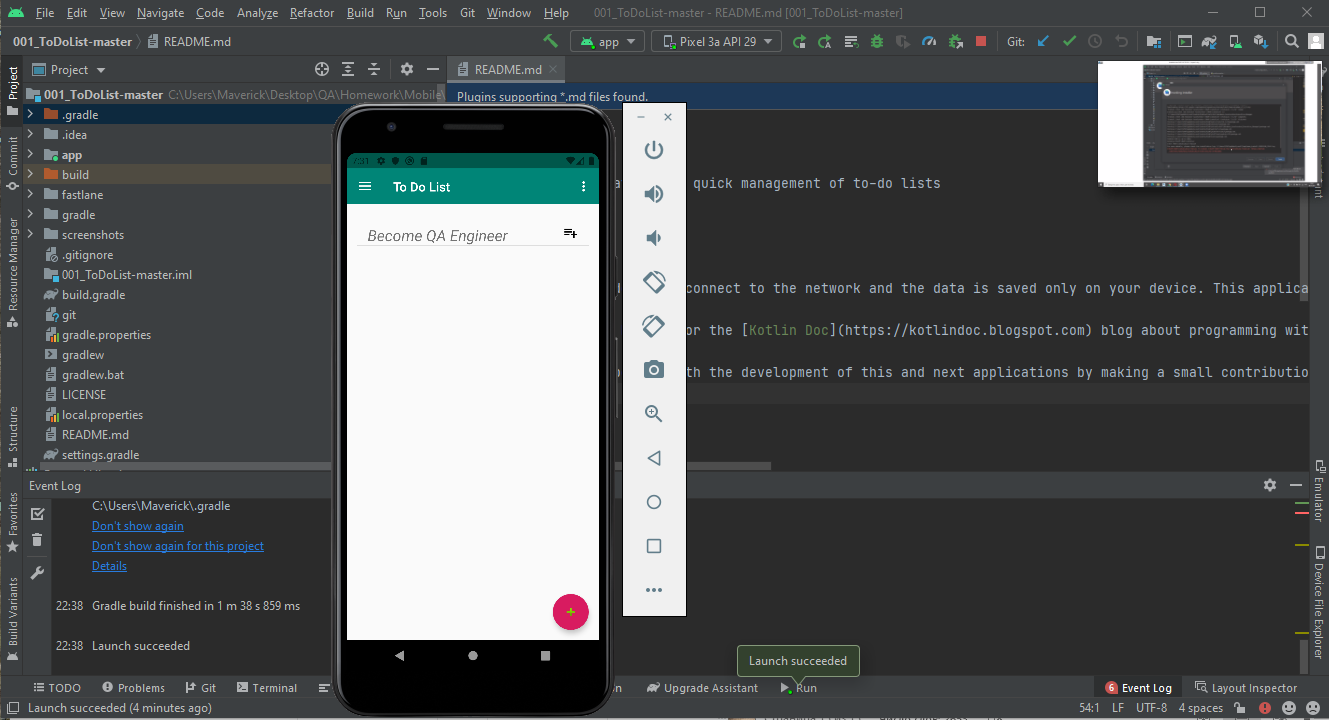 File Edit View Navigate Code Analyze Refactor Build Run Tools Git Window Help 001_ToDoList-master - README.md [001_ToDoList-master]
001_ToDoList-master README.md app Pixel 3a API 29 Git:
Project README.md
001_ToDoList-master C:\Users\Maverick\Desktop\QA\Homework\Mobile\
Plugins supporting *.md files found.
.gradle
.idea
app
build
fastlane
gradle
screenshots
.gitignore
001_ToDoList-master.iml
build.gradle
git
gradle.properties
gradlew
gradlew.bat
LICENSE
local.properties
README.md
settings.gradle
Project
Commit
Resource Manager
Structure
Favorites
Build Variants
7:31
To Do List
Become QA Engineer
+
quick management of to-do lists
connect to the network and the data is saved only on your device. This applica
or the [Kotlin Doc](https://kotlindoc.blogspot.com) blog about programming wit
th the development of this and next applications by making a small contributio
Emulator
Device File Explorer
Event Log
C:\Users\Maverick\.gradle
Don't show again
Don't show again for this project
Details
22:38 Gradle build finished in 1 m 38 s 859 ms
22:38 Launch succeeded
Launch succeeded
TODO Problems Git Terminal Upgrade Assistant Run 6 Event Log Layout Inspector
Launch succeeded (4 minutes ago) 54:1 LF UTF-8 4 spaces